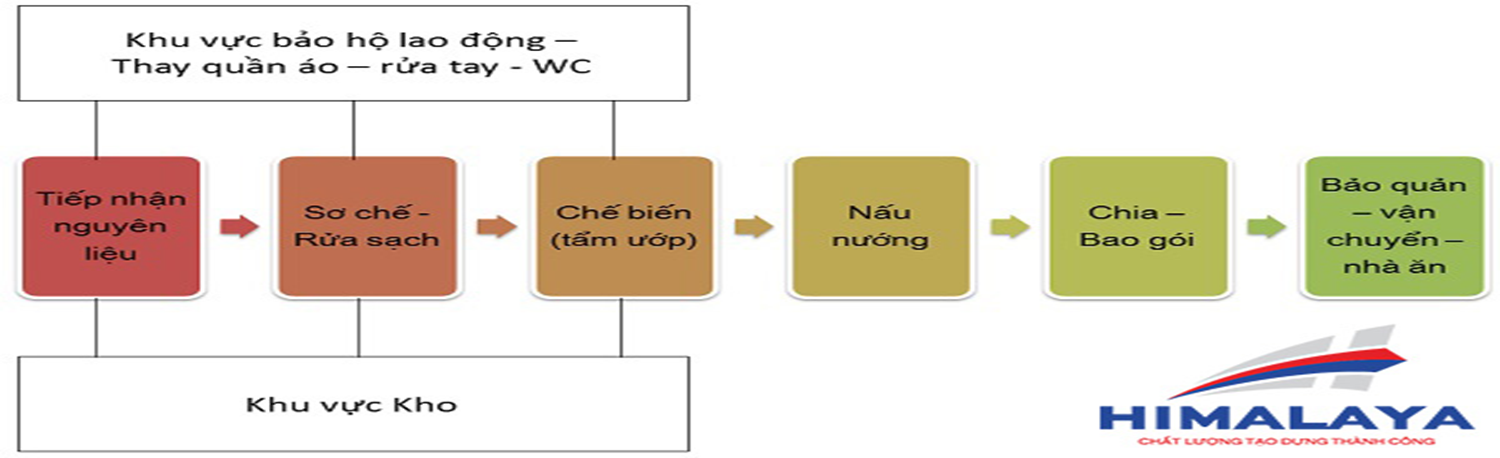 Khu vực bảo hộ lao động –
Thay quần áo – rửa tay - WC
Tiếp nhận
nguyên
liệu
Sơ chế -
Rửa sạch
Chế biến
(tẩm ướp)
Nấu
nướng
Chia –
Bao gói
Bảo quản
– vận
chuyển –
nhà ăn
Khu vực Kho
HIMALAYA
CHẤT LƯỢNG TẠO DỰNG THÀNH CÔNG